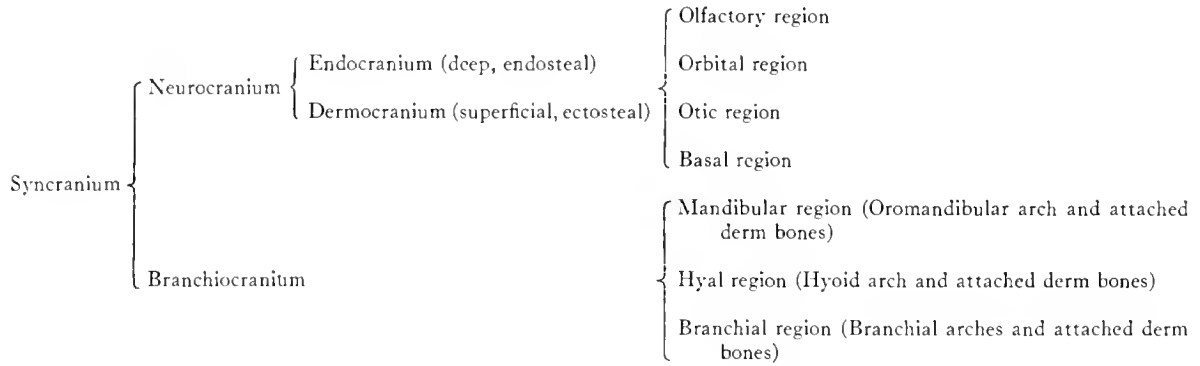 Olfactory region
Endocranium (deep, endosteal)
Orbital region
Neurocranium
Dermocranium (superficial, ectosteal)
Otic region
Basal region
Syncranium
Mandibular region (Oromandibular arch and attached
derm bones)
Branchiocranium
Hyal region (Hyoid arch and attached derm bones)
Branchial region (Branchial arches and attached derm
bones)